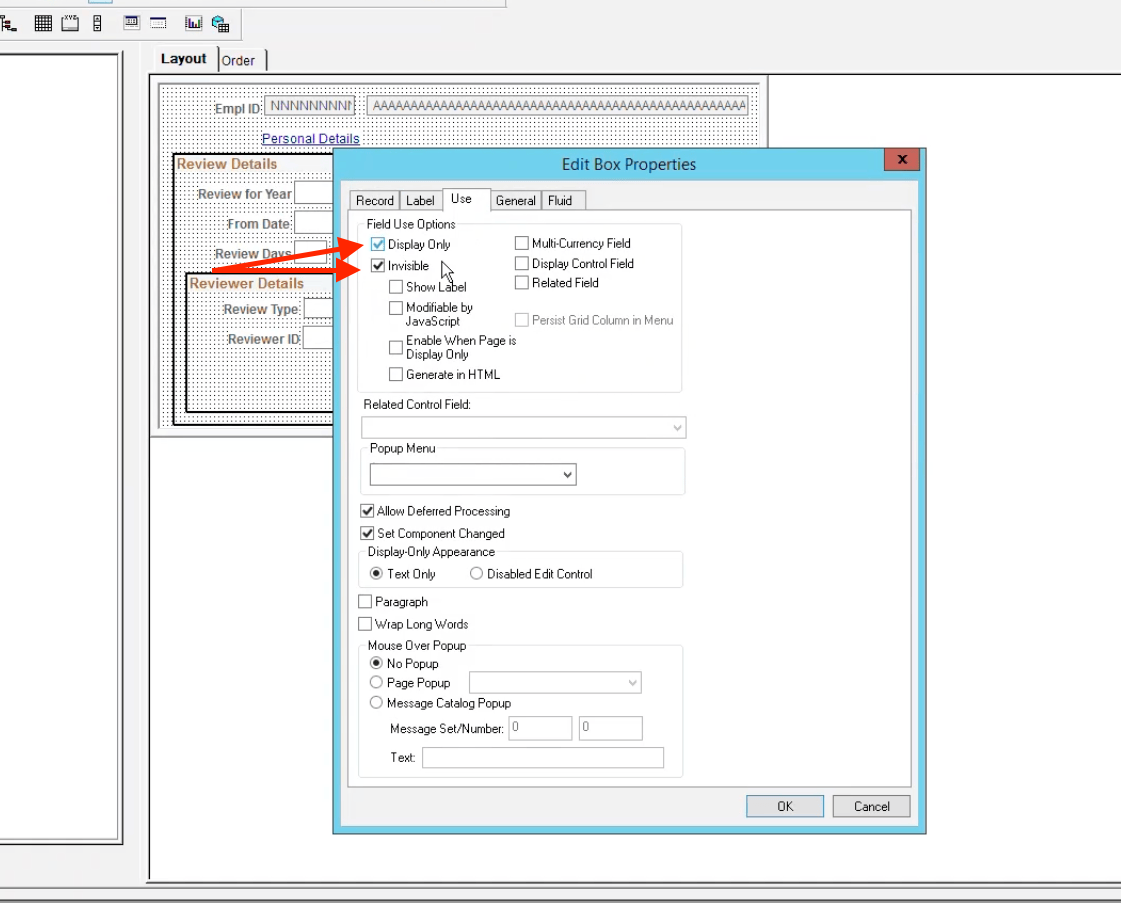 Layout
Order
Empl ID
NNNNNNNNNN
Personal Details
Review Details
Edit Box Properties
x
Review for Year
From Date
Review Days
Reviewer Details
Review Type
Reviewer ID
Record
Label
Use
General
Fluid
Field Use Options
Display Only
Multi-Currency Field
Invisible
Display Control Field
Show Label
Related Field
Modifiable by
JavaScript
Persist Grid Column in Menu
Enable When Page is
Display Only
Generate in HTML
Related Control Field:
Popup Menu
Allow Deferred Processing
Set Component Changed
Display-Only Appearance
Text Only
Disabled Edit Control
Paragraph
Wrap Long Words
Mouse Over Popup
No Popup
Page Popup
Message Catalog Popup
Message Set/Number:
0
0
Text:
OK
Cancel